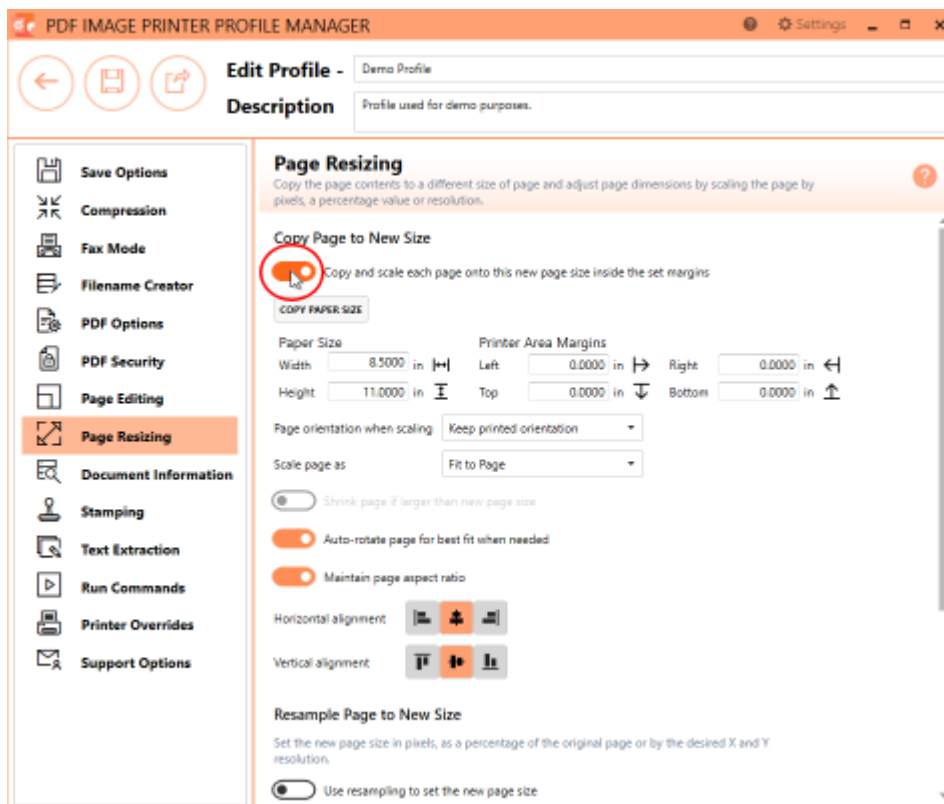 PDF IMAGE PRINTER PROFILE MANAGER
Settings
Edit Profile -
Demo Profile
Description
Profile used for demo purposes.
Save Options
Compression
Fax Mode
Filename Creator
PDF Options
PDF Security
Page Editing
Page Resizing
Document Information
Stamping
Text Extraction
Run Commands
Printer Overrides
Support Options
Page Resizing
Copy the page contents to a different size of page and adjust page dimensions by scaling the page by
pixels, a percentage value or resolution.
?
Copy Page to New Size
Copy and scale each page onto this new page size inside the set margins
COPY PAPER SIZE
Paper Size Printer Area Margins
Width 8.5000 in Left 0.0000 in Right 0.0000 in
Height 11.0000 in Top 0.0000 in Bottom 0.0000 in
Page orientation when scaling Keep printed orientation
Scale page as Fit to Page
Shrink page if larger than new page size
Auto-rotate page for best fit when needed
Maintain page aspect ratio
Horizontal alignment
Vertical alignment
Resample Page to New Size
Set the new page size in pixels, as a percentage of the original page or by the desired X and Y
resolution.
Use resampling to set the new page size